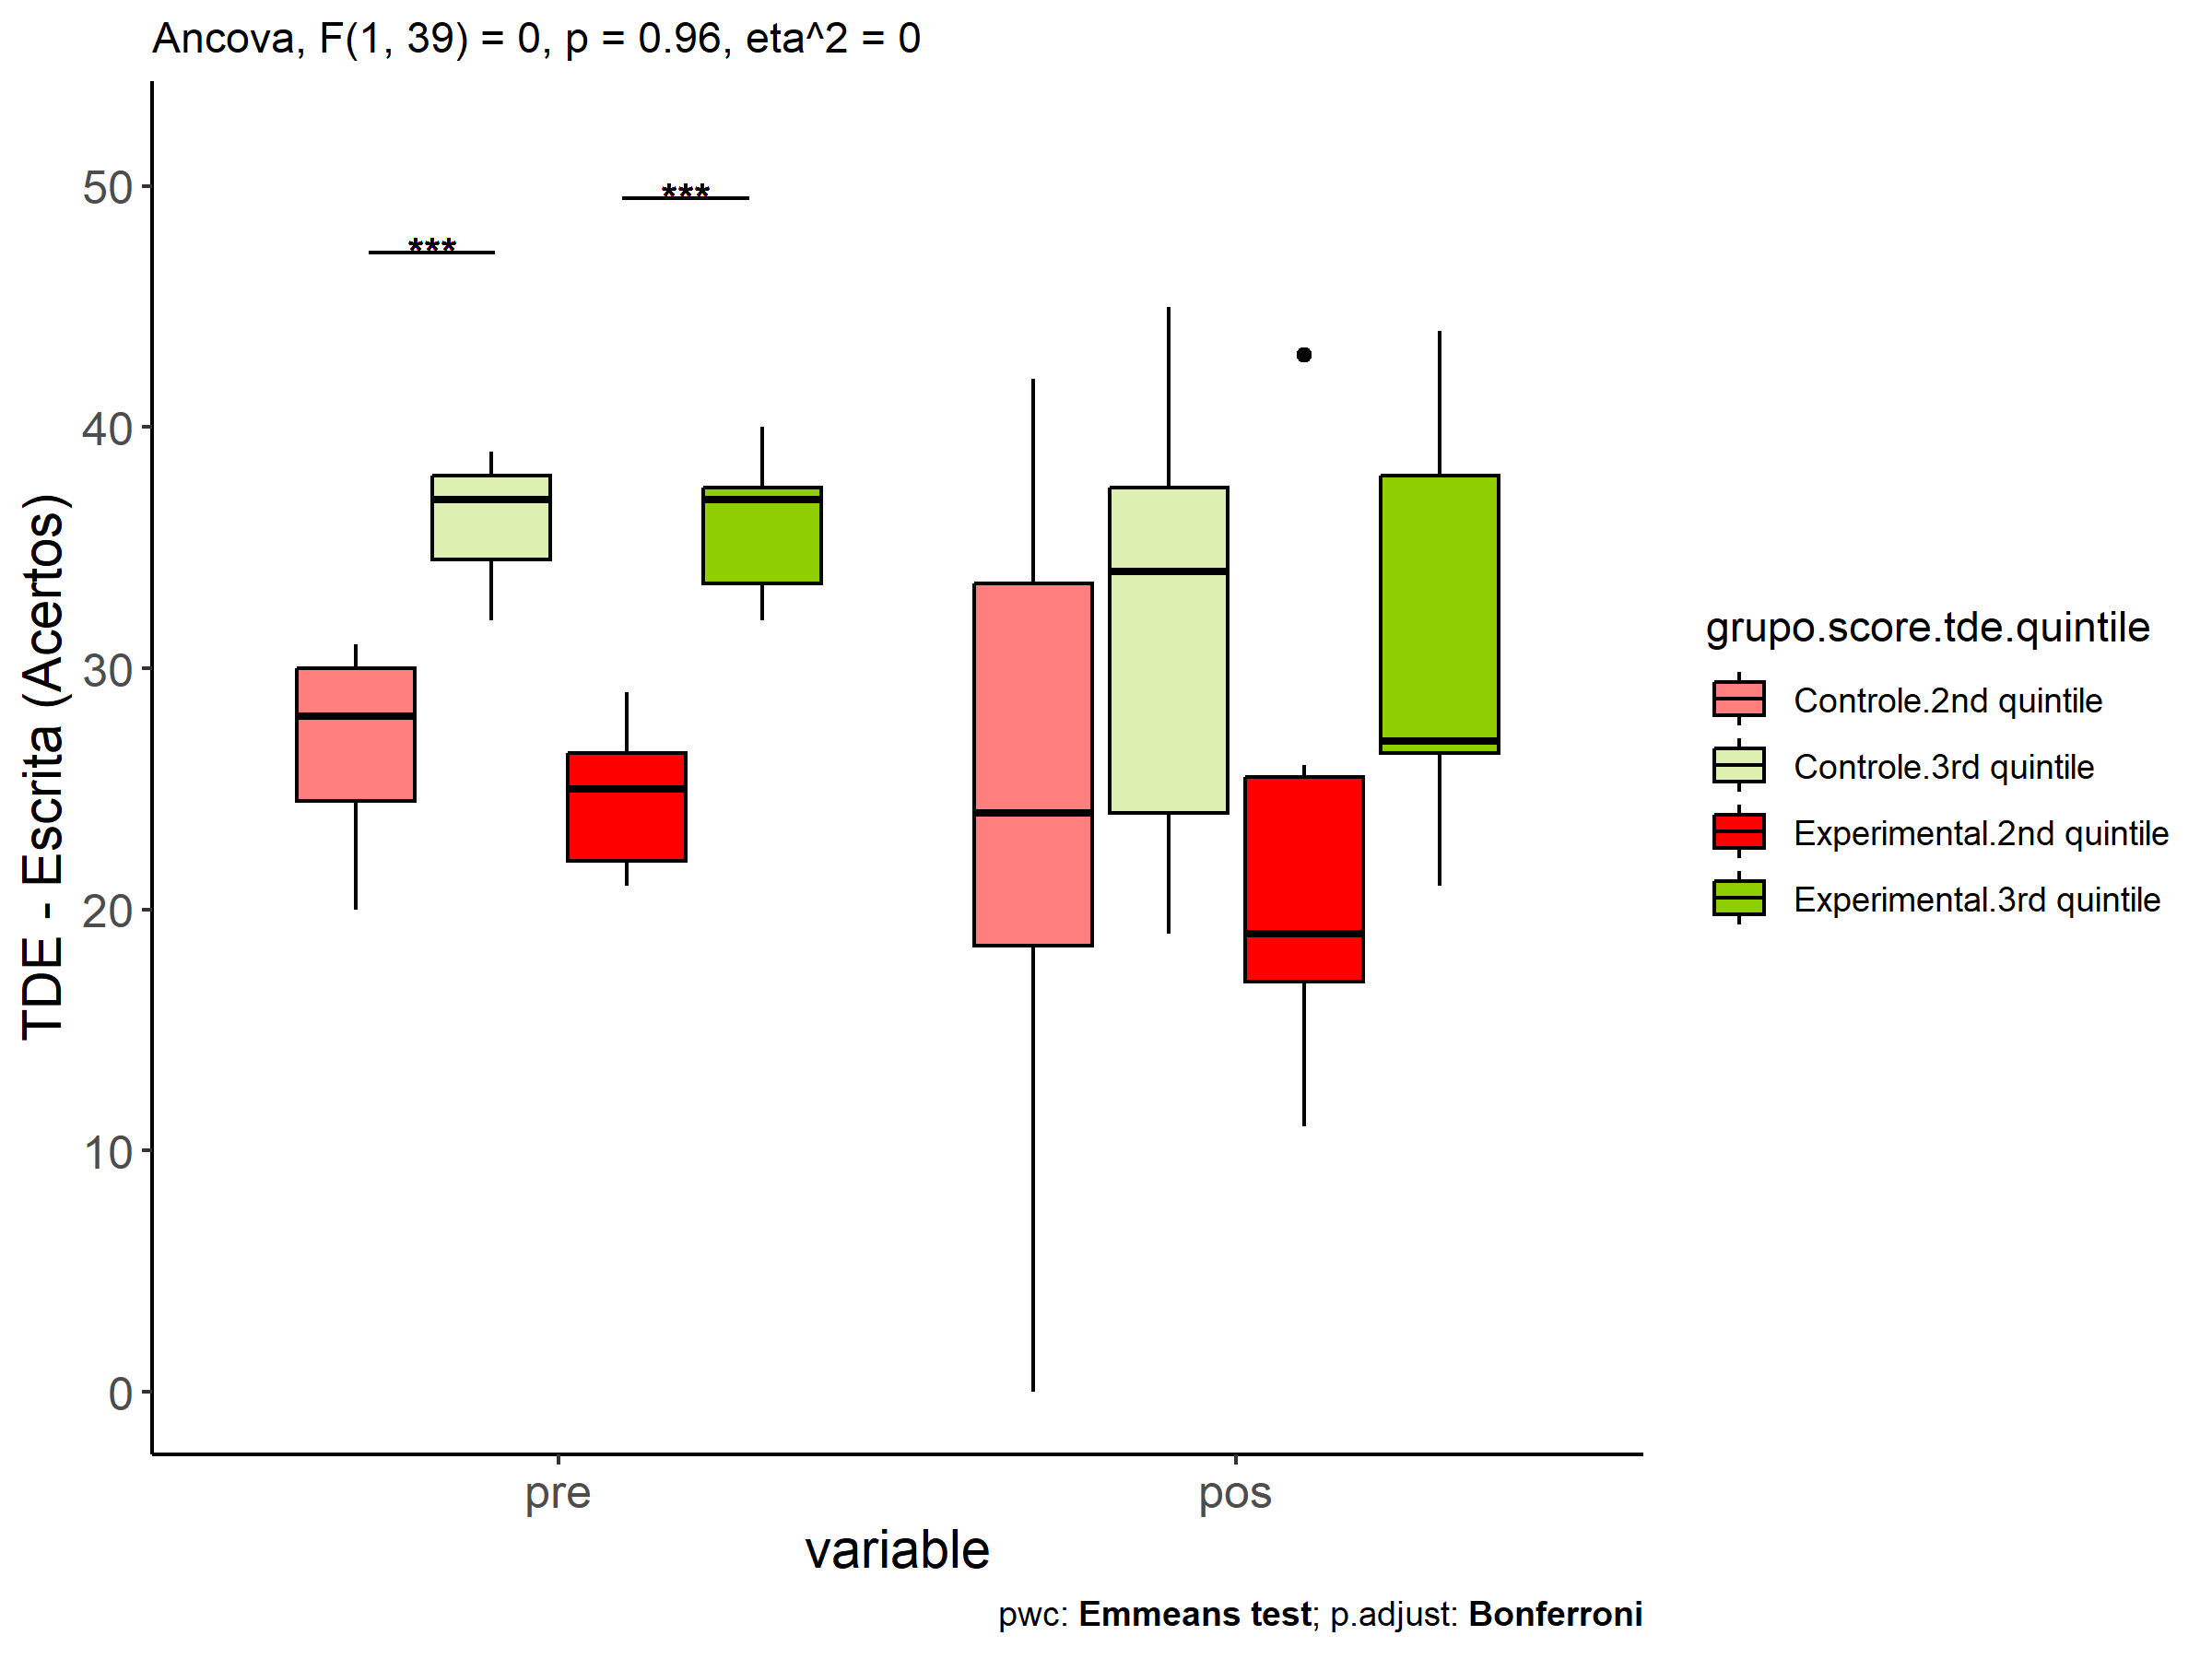 Ancova, F(1, 39) = 0, p = 0.96, eta^2 = 0
TDE - Escrita (Acertos)
50
40
30
20
10
0
***
***
pre
pos
variable
grupo.score.tde.quintile
Controle.2nd quintile
Controle.3rd quintile
Experimental.2nd quintile
Experimental.3rd quintile
pwc: Emmeans test; p.adjust: Bonferroni